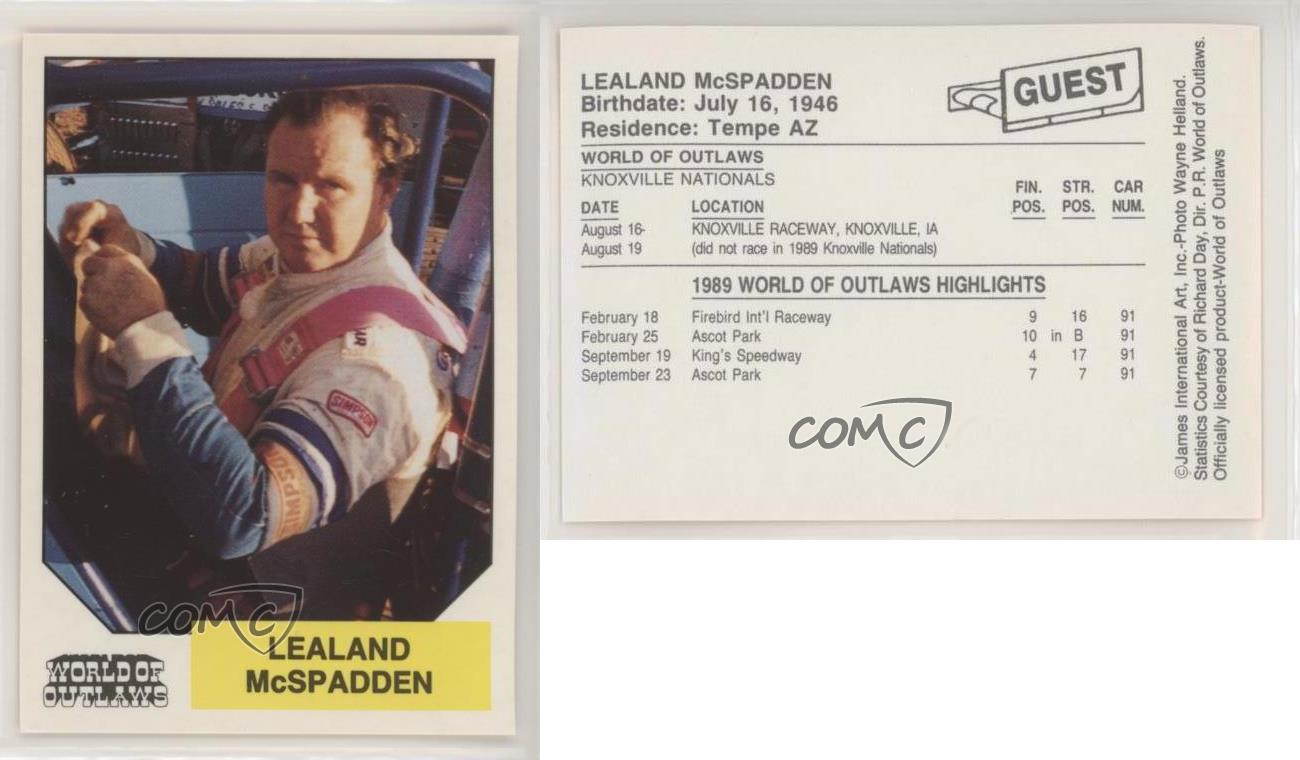 SIMPSON
SIMPSON
COMC
WORLD OF
OUTLAWS
LEALAND
McSPADDEN
LEALAND McSPADDEN
Birthdate: July 16, 1946
Residence: Tempe AZ
GUEST
WORLD OF OUTLAWS
KNOXVILLE NATIONALS
FIN. STR. CAR
DATE LOCATION POS. POS. NUM.
August 16- KNOXVILLE RACEWAY, KNOXVILLE, IA
August 19 (did not race in 1989 Knoxville Nationals)
1989 WORLD OF OUTLAWS HIGHLIGHTS
February 18 Firebird Int'l Raceway 9 16 91
February 25 Ascot Park 10 in B 91
September 19 King's Speedway 4 17 91
September 23 Ascot Park 7 7 91
COMC
©James International Art, Inc.-Photo Wayne Helland.
Statistics Courtesy of Richard Day, Dir. P.R. World of Outlaws.
Officially licensed product-World of Outlaws